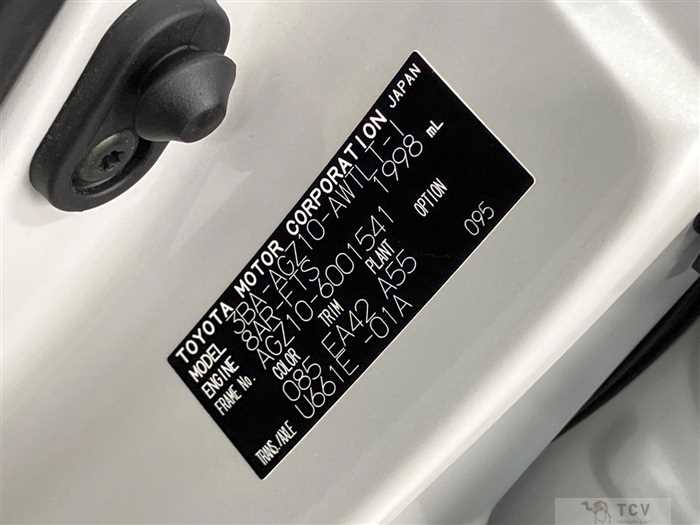 TOYOTA MOTOR CORPORATION JAPAN
MODEL 3BA-AGZ10-AWTLT-1
ENGINE 8AR-FTS 1998 mL
FRAME No. AGZ10-6001541
COLOR TRIM PLANT OPTION
085 EA42 A55 095
TRANS./AXLE U661E -01A
TCV